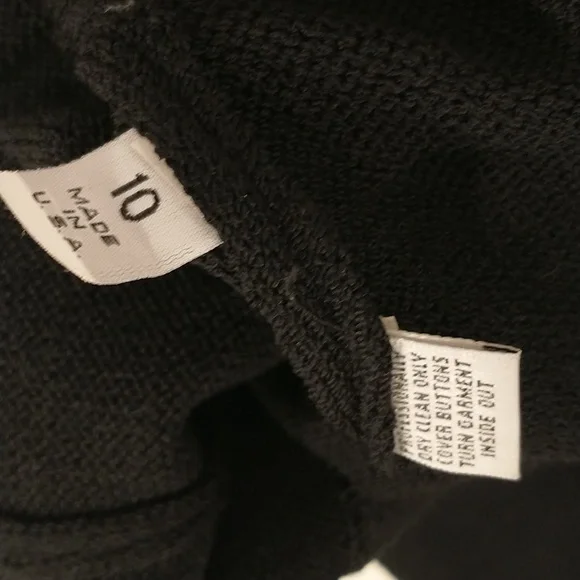 10
MADE
IN
U.S.A.
PROFESSIONALLY
DRY CLEAN ONLY
COVER BUTTONS
TURN GARMENT
INSIDE OUT